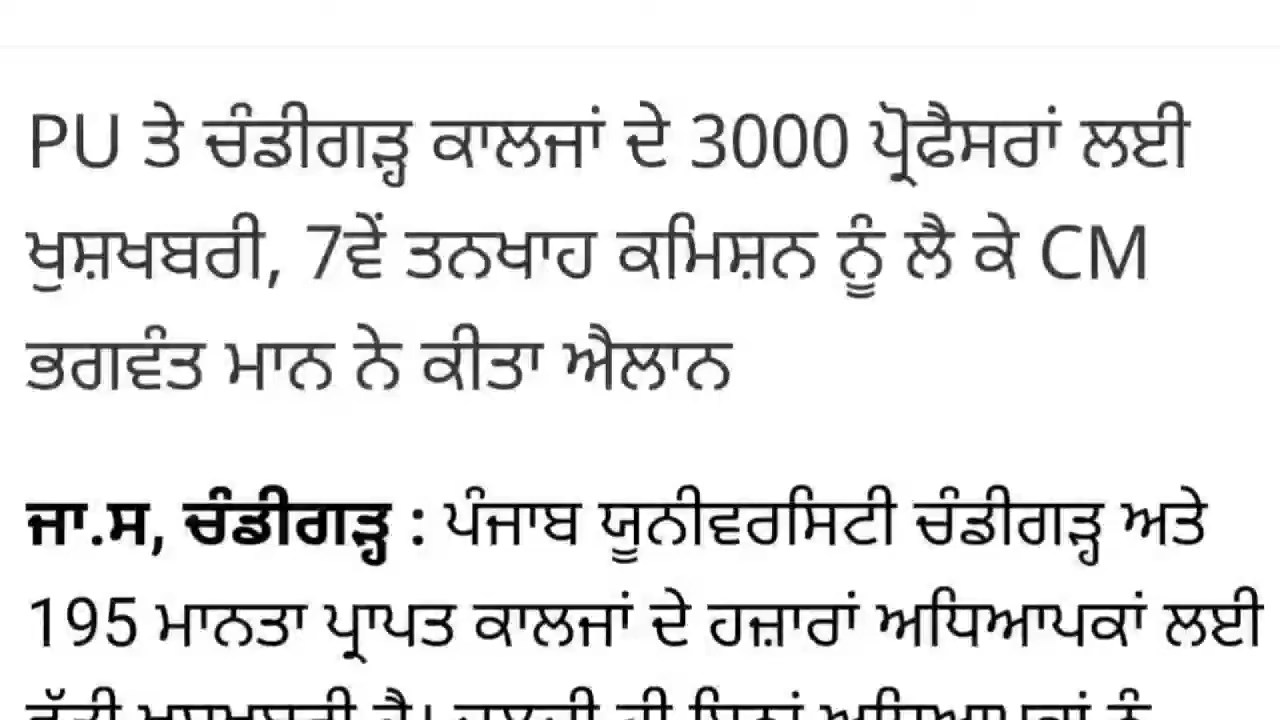 PU ਤੇ ਚੰਡੀਗੜ੍ਹ ਕਾਲਜਾਂ ਦੇ 3000 ਪ੍ਰੋਫੈਸਰਾਂ ਲਈ
ਖੁਸ਼ਖਬਰੀ, 7ਵੇਂ ਤਨਖਾਹ ਕਮਿਸ਼ਨ ਨੂੰ ਲੈ ਕੇ CM
ਭਗਵੰਤ ਮਾਨ ਨੇ ਕੀਤਾ ਐਲਾਨ
ਜਾ.ਸ, ਚੰਡੀਗੜ੍ਹ : ਪੰਜਾਬ ਯੂਨੀਵਰਸਿਟੀ ਚੰਡੀਗੜ੍ਹ ਅਤੇ
195 ਮਾਨਤਾ ਪ੍ਰਾਪਤ ਕਾਲਜਾਂ ਦੇ ਹਜ਼ਾਰਾਂ ਅਧਿਆਪਕਾਂ ਲਈ